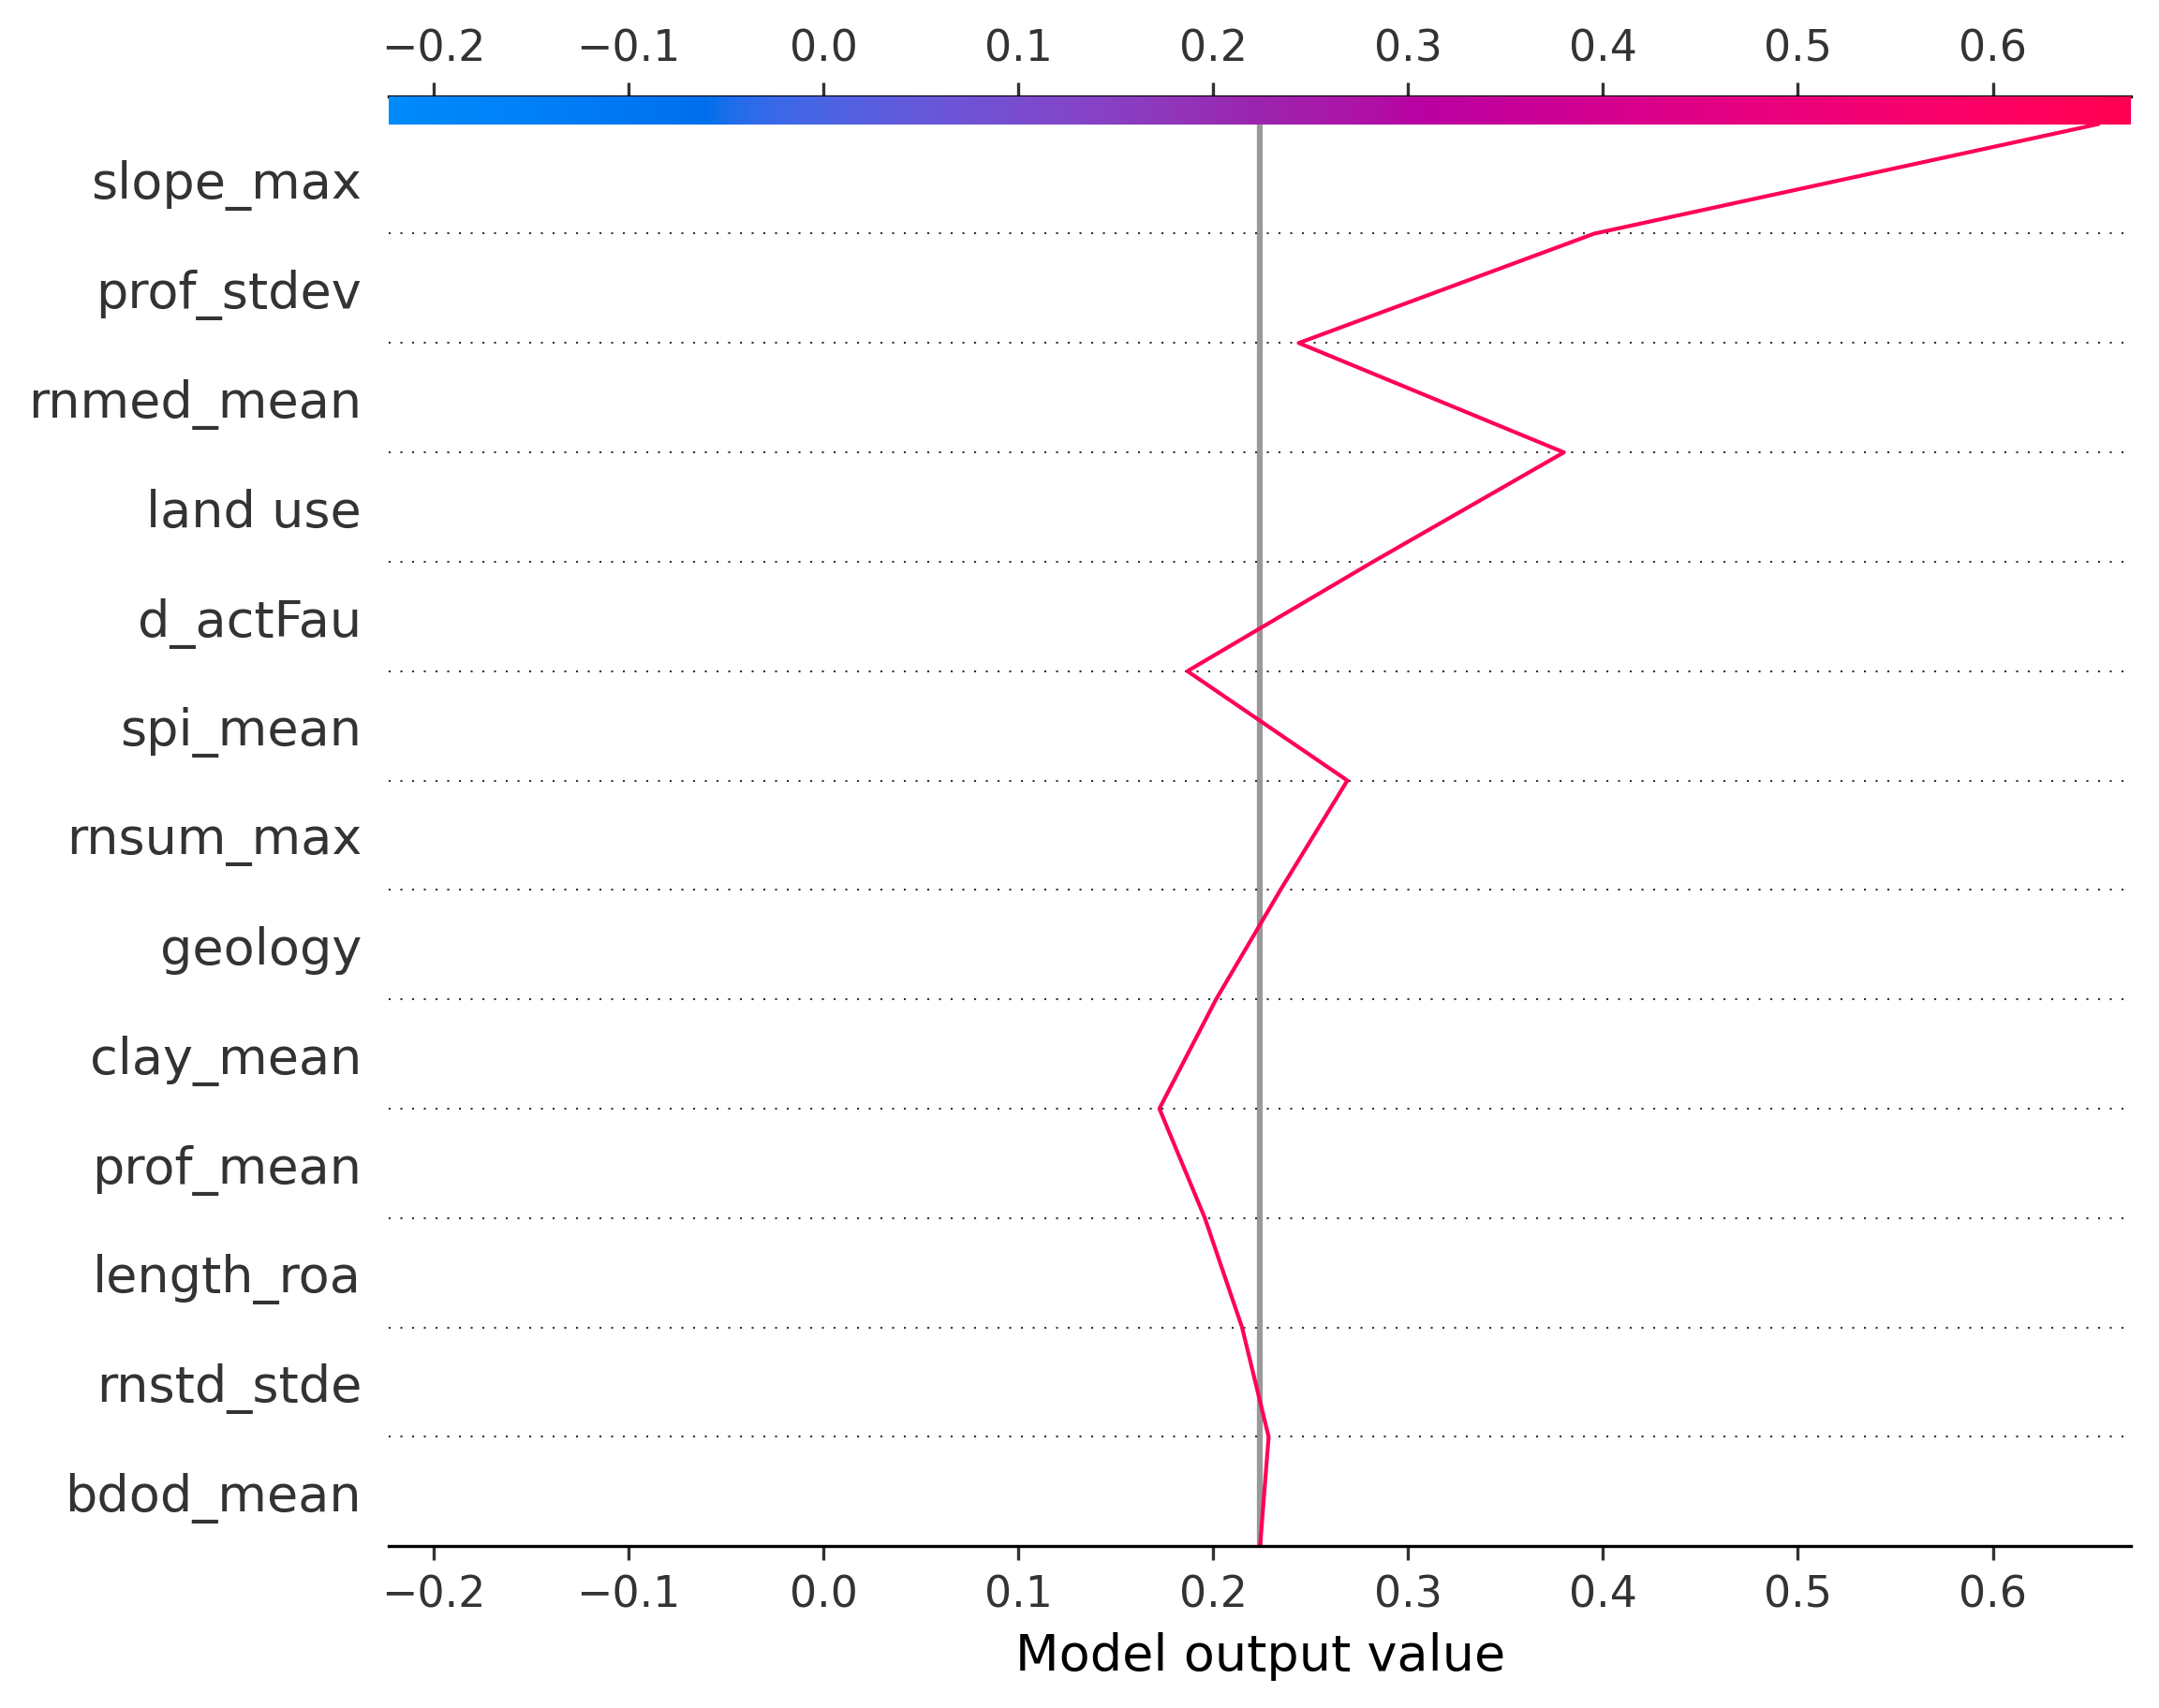 −0.2 −0.1 0.0 0.1 0.2 0.3 0.4 0.5 0.6
slope_max
prof_stdev
rnmed_mean
land use
d_actFau
spi_mean
rnsum_max
geology
clay_mean
prof_mean
length_roa
rnstd_stde
bdod_mean
−0.2 −0.1 0.0 0.1 0.2 0.3 0.4 0.5 0.6
Model output value